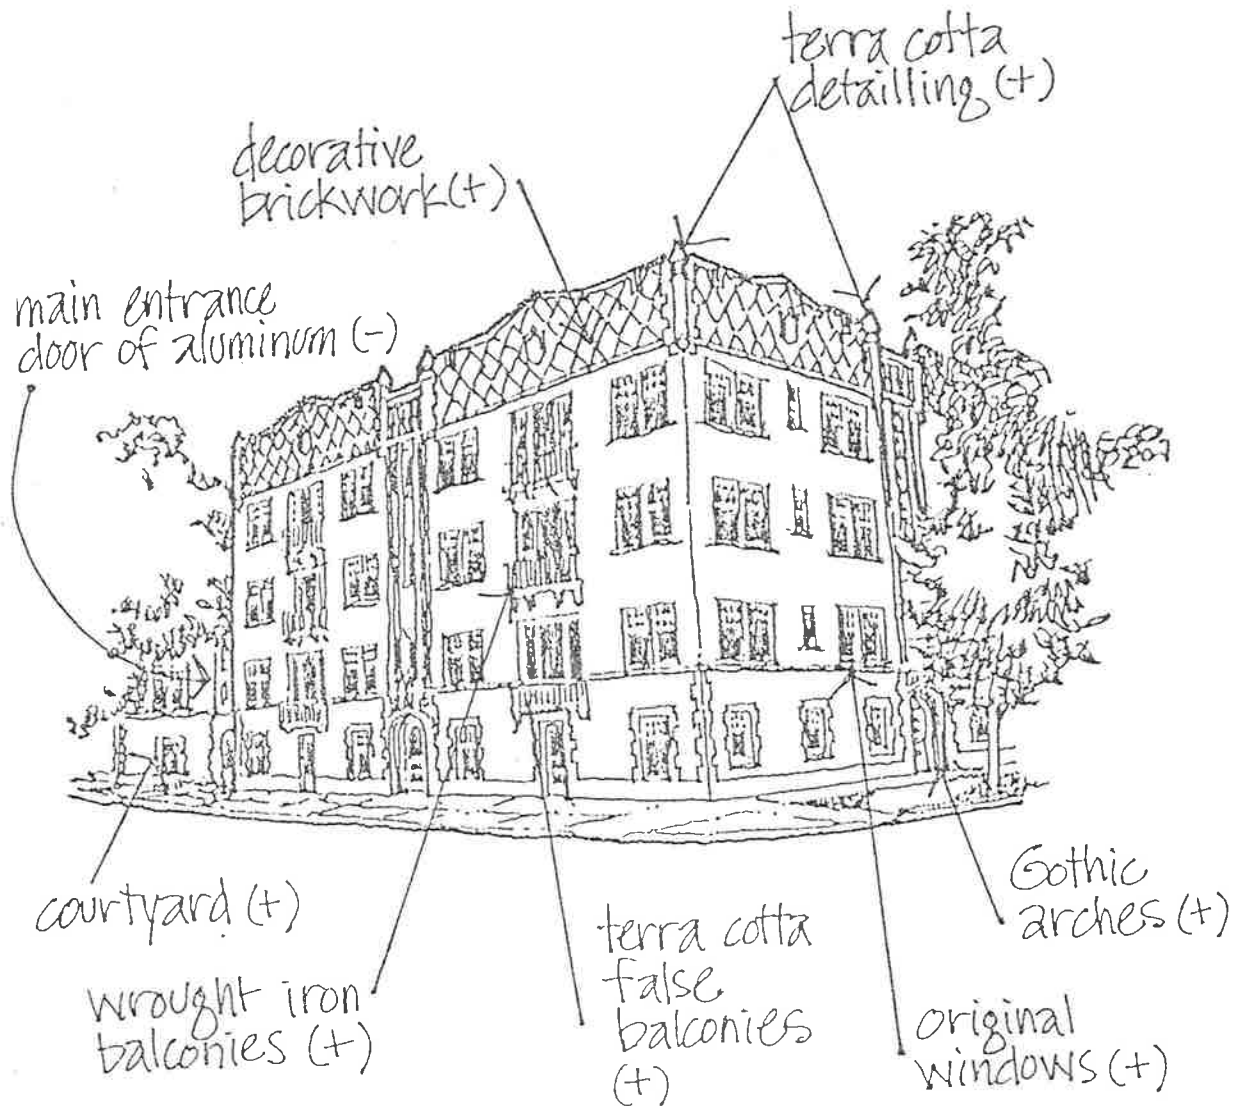 terra cotta
detailling (+)
decorative
brickwork (+)
main entrance
door of aluminum (-)
courtyard (+)
wrought iron
balconies (+)
terra cotta
false
balconies
(+)
Gothic
arches (+)
original
windows (+)